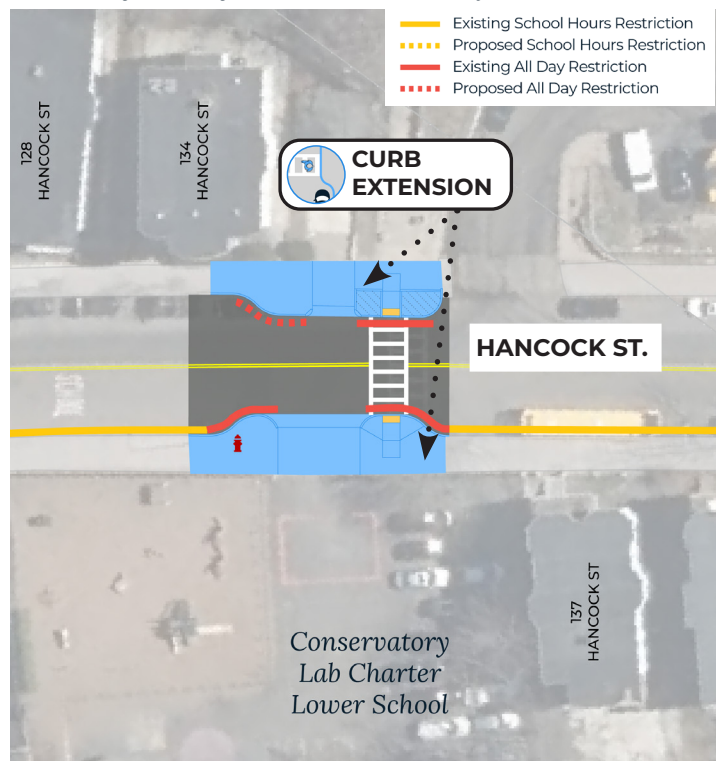 Existing School Hours Restriction
Proposed School Hours Restriction
Existing All Day Restriction
Proposed All Day Restriction
128
HANCOCK ST
134
HANCOCK ST
CURB
EXTENSION
HANCOCK ST.
137
HANCOCK ST
Conservatory
Lab Charter
Lower School